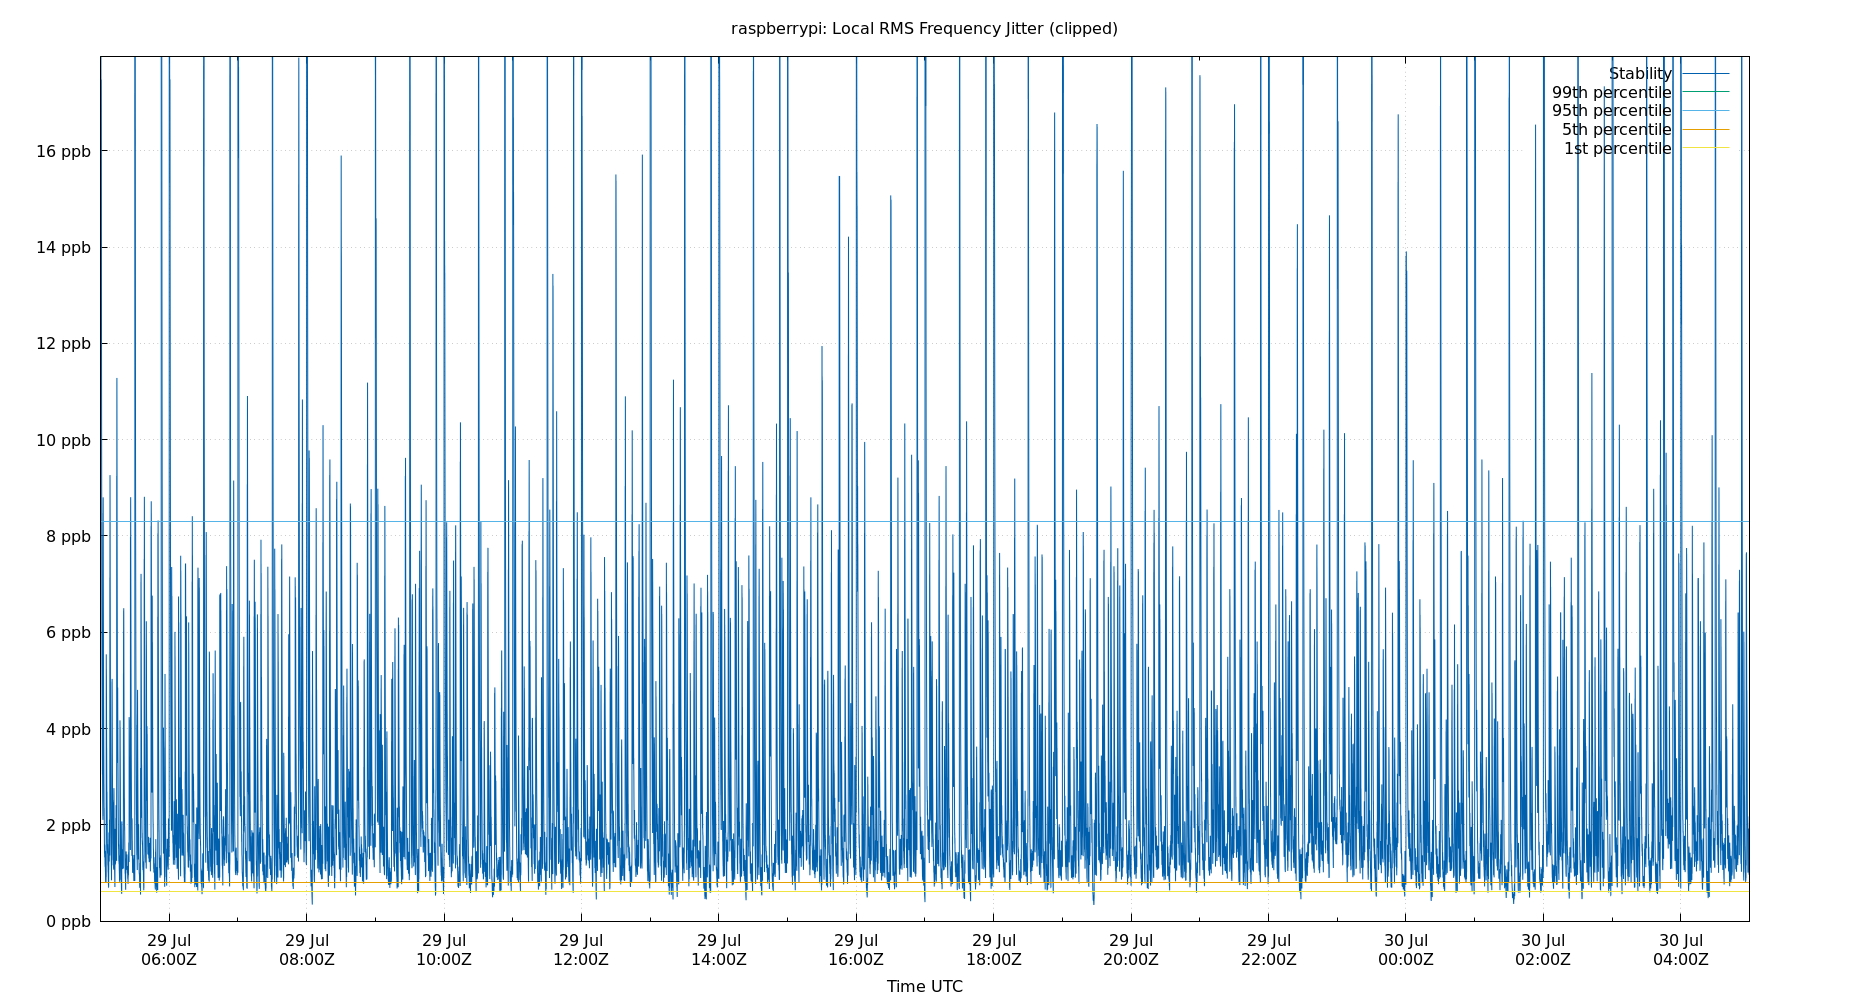 raspberrypi: Local RMS Frequency Jitter (clipped)
Stability
99th percentile
95th percentile
5th percentile
1st percentile
16 ppb
14 ppb
12 ppb
10 ppb
8 ppb
6 ppb
4 ppb
2 ppb
0 ppb
29 Jul 29 Jul 29 Jul 29 Jul 29 Jul 29 Jul 29 Jul 29 Jul 29 Jul 30 Jul 30 Jul 30 Jul
06:00Z 08:00Z 10:00Z 12:00Z 14:00Z 16:00Z 18:00Z 20:00Z 22:00Z 00:00Z 02:00Z 04:00Z
Time UTC